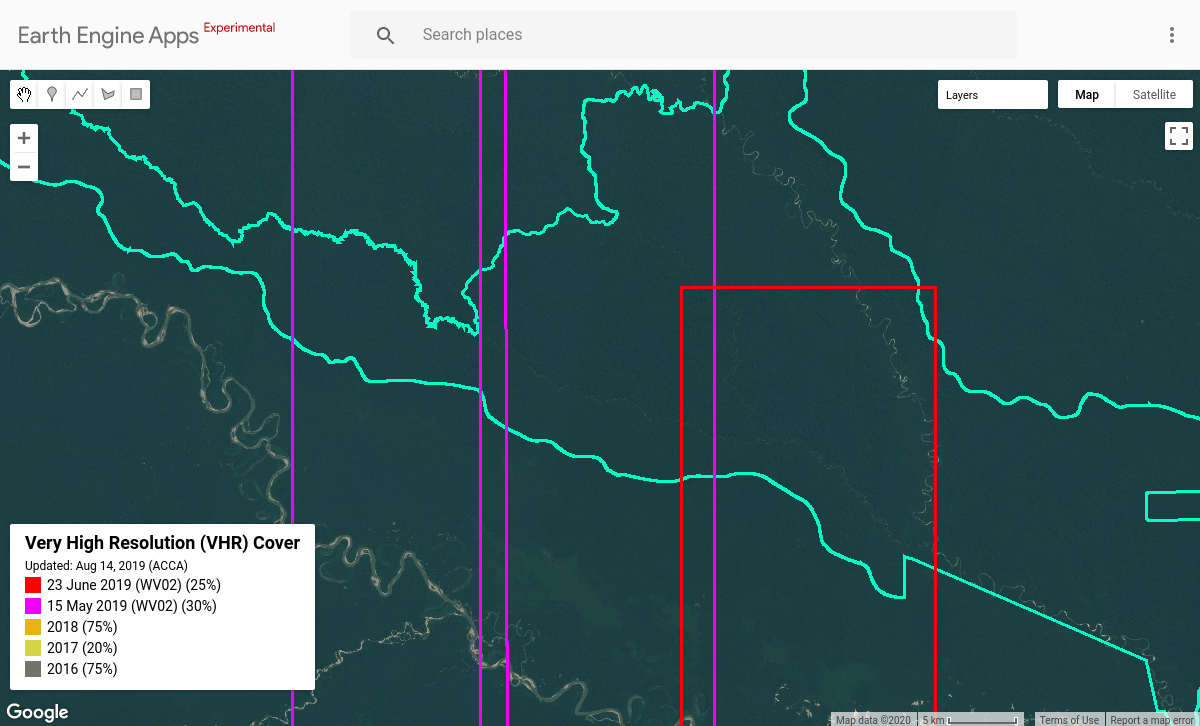 Earth Engine Apps Experimental
Search places
Layers
Map Satellite
+
−
Very High Resolution (VHR) Cover
Updated: Aug 14, 2019 (ACCA)
23 June 2019 (WV02) (25%)
15 May 2019 (WV02) (30%)
2018 (75%)
2017 (20%)
2016 (75%)
Google
Map data ©2020 5 km Terms of Use Report a map error